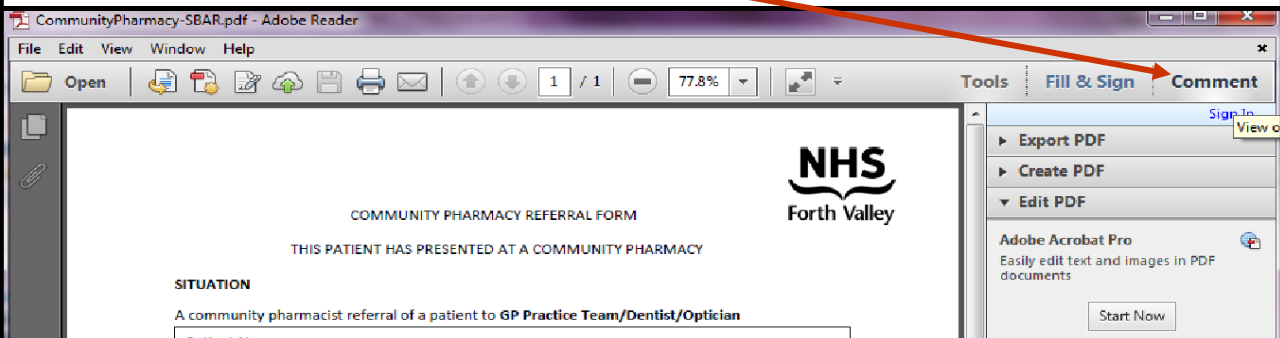 CommunityPharmacy-SBAR.pdf - Adobe Reader
File Edit View Window Help
Open 1 / 1 77.8% Tools Fill & Sign Comment
Sign In
View o
Export PDF
Create PDF
Edit PDF
Adobe Acrobat Pro
Easily edit text and images in PDF
documents
Start Now
NHS
Forth Valley
COMMUNITY PHARMACY REFERRAL FORM
THIS PATIENT HAS PRESENTED AT A COMMUNITY PHARMACY
SITUATION
A community pharmacist referral of a patient to GP Practice Team/Dentist/Optician